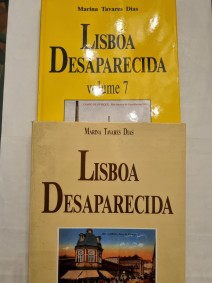 Marina Tavares Dias
LISBOA
DESAPARECIDA
volume 7
MARINA TAVARES DIAS
LISBOA
DESAPARECIDA